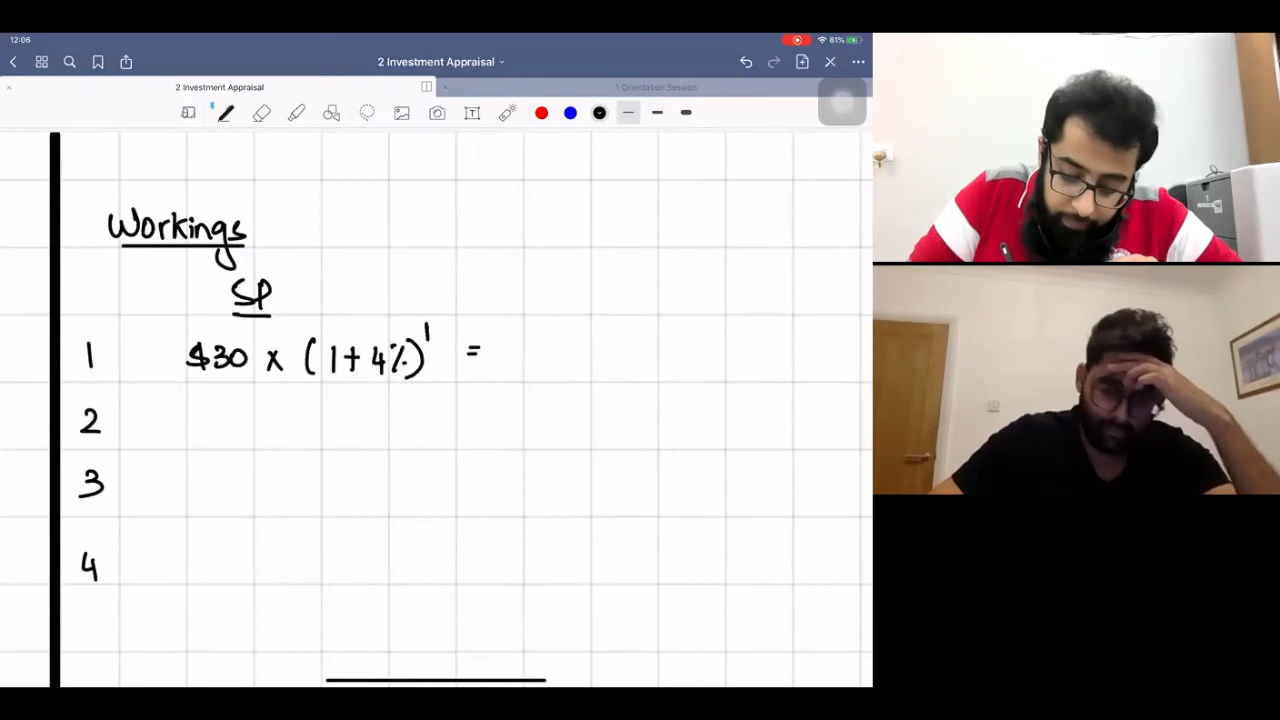 12:06
81%
2 Investment Appraisal
2 Investment Appraisal
1 Orientation Session
T
Workings
SP
1 $30 x (1+4%)¹ =
2
3
4